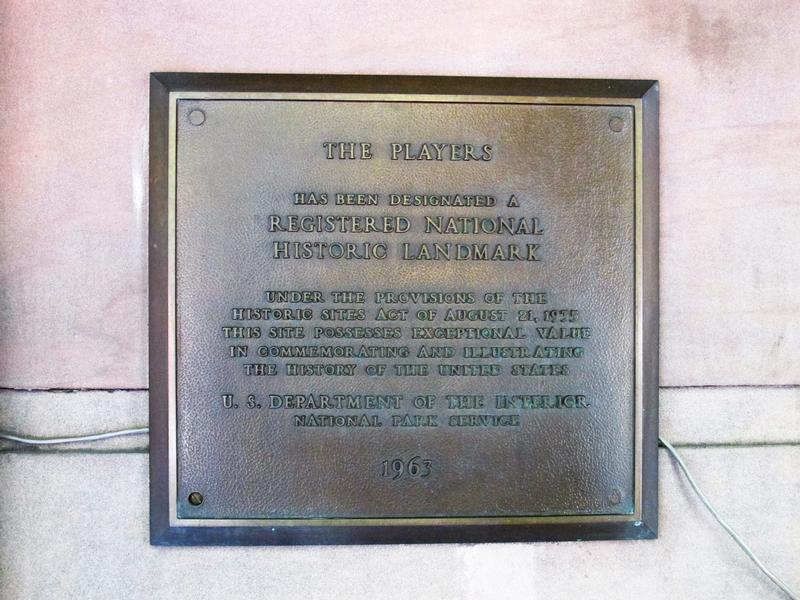 THE PLAYERS
HAS BEEN DESIGNATED A
REGISTERED NATIONAL
HISTORIC LANDMARK
UNDER THE PROVISIONS OF THE
HISTORIC SITES ACT OF AUGUST 21, 1935
THIS SITE POSSESSES EXCEPTIONAL VALUE
IN COMMEMORATING AND ILLUSTRATING
THE HISTORY OF THE UNITED STATES
U. S. DEPARTMENT OF THE INTERIOR
NATIONAL PARK SERVICE
1963